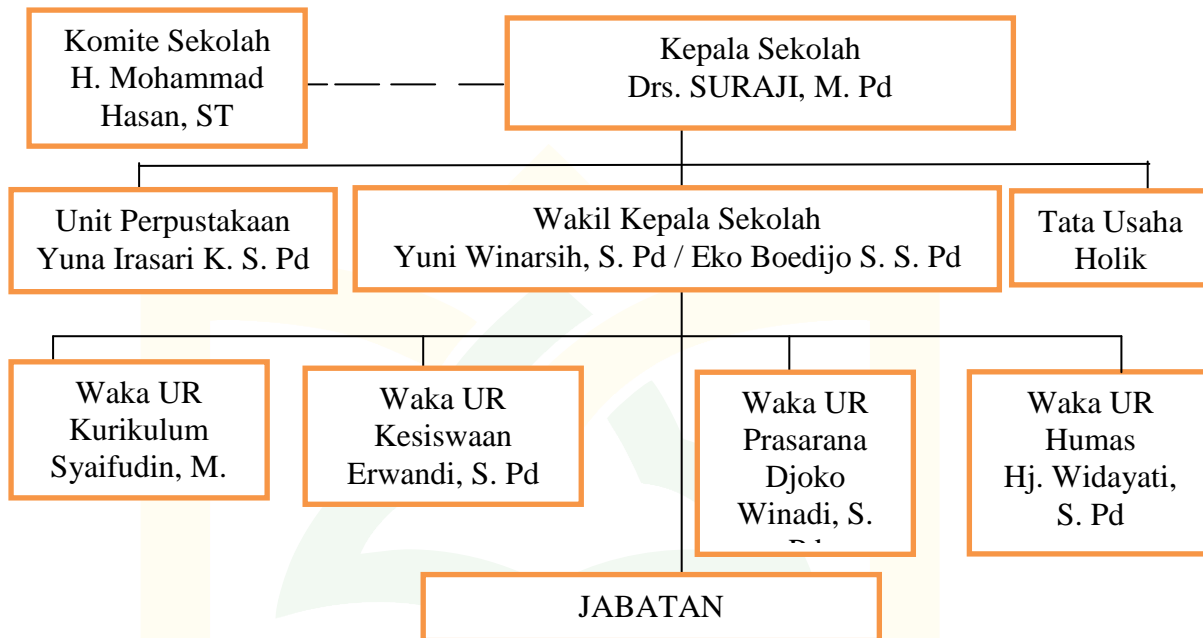 Komite Sekolah
H. Mohammad
Hasan, ST
Kepala Sekolah
Drs. SURAJI, M. Pd
Unit Perpustakaan
Yuna Irasari K. S. Pd
Wakil Kepala Sekolah
Yuni Winarsih, S. Pd / Eko Boedijo S. S. Pd
Tata Usaha
Holik
Waka UR
Kurikulum
Syaifudin, M.
Waka UR
Kesiswaan
Erwandi, S. Pd
Waka UR
Prasarana
Djoko
Winadi, S.
Waka UR
Humas
Hj. Widayati,
S. Pd
JABATAN